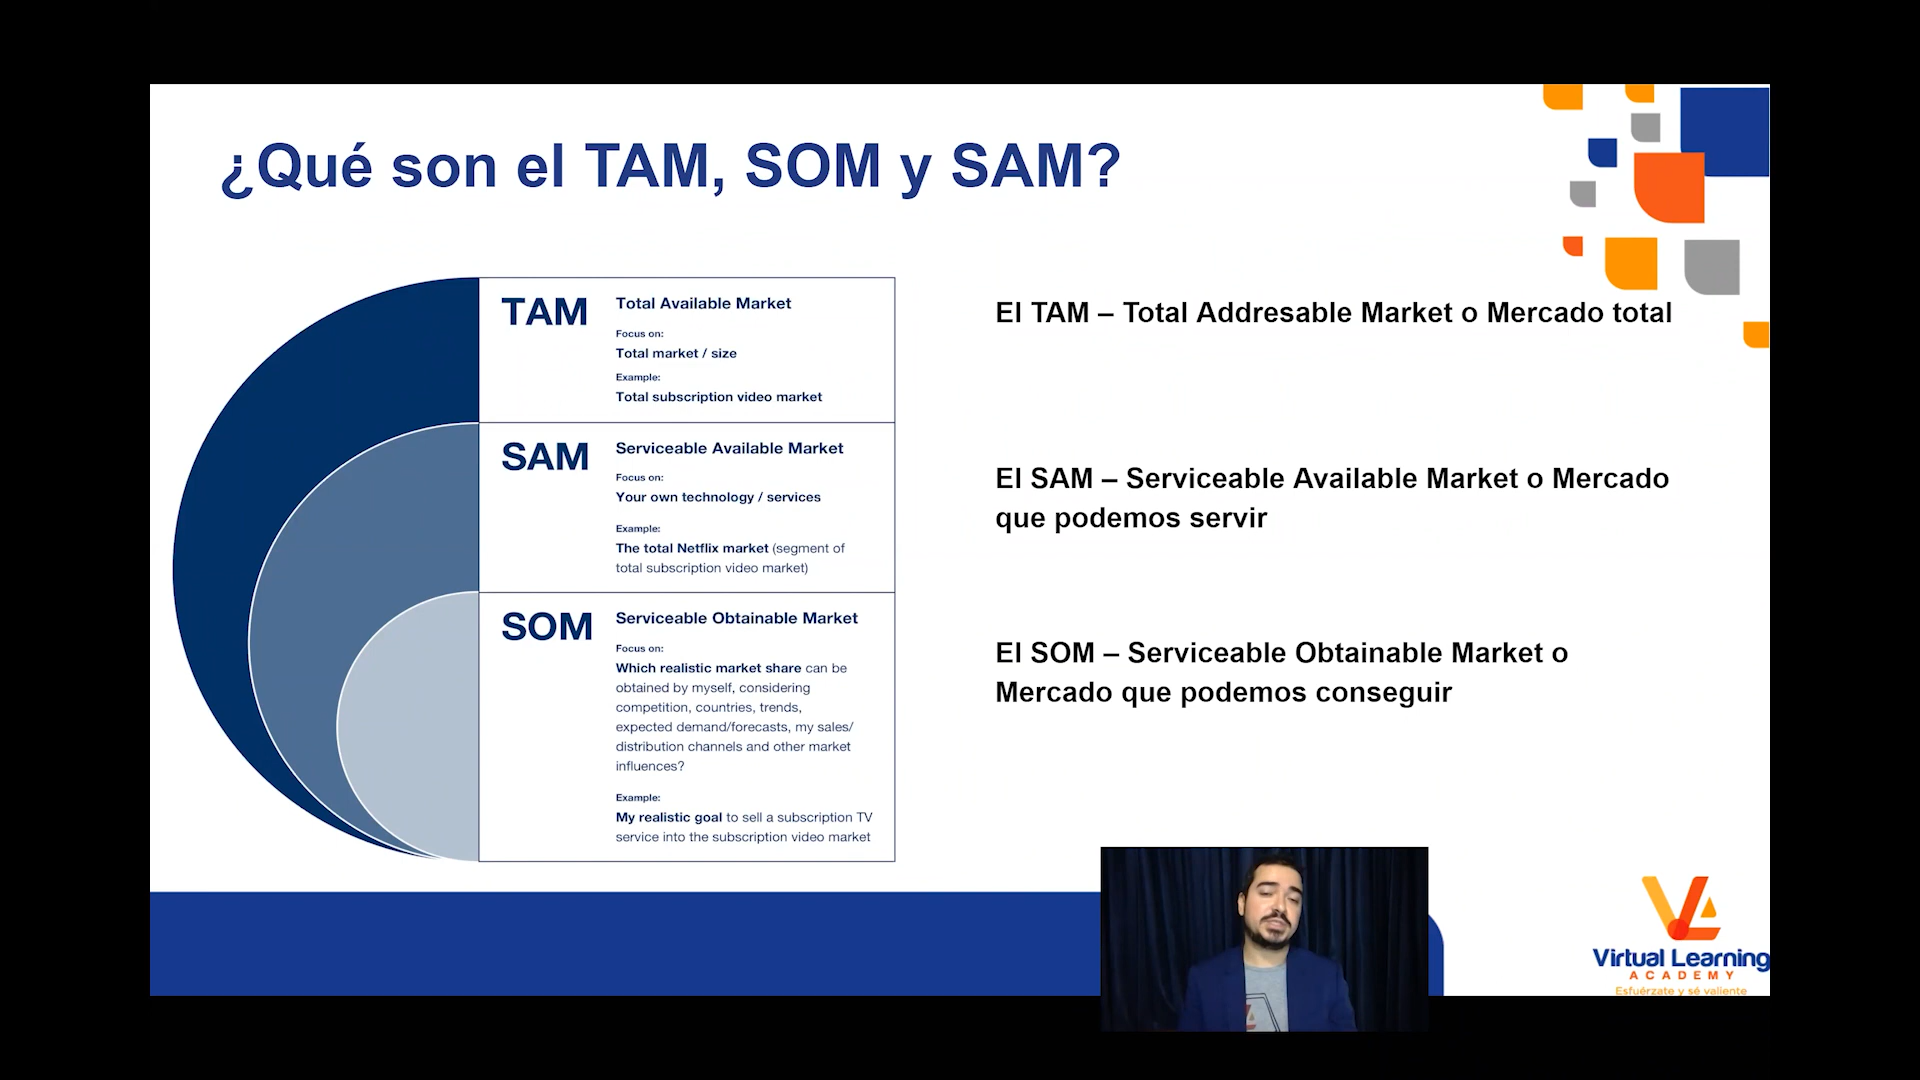 ¿Qué son el TAM, SOM y SAM?
TAM
Total Available Market
Focus on:
Total market / size
Example:
Total subscription video market
SAM
Serviceable Available Market
Focus on:
Your own technology / services
Example:
The total Netflix market (segment of
total subscription video market)
SOM
Serviceable Obtainable Market
Focus on:
Which realistic market share can be
obtained by myself, considering
competition, countries, trends,
expected demand/forecasts, my sales/
distribution channels and other market
influences?
Example:
My realistic goal to sell a subscription TV
service into the subscription video market
El TAM – Total Addresable Market o Mercado total
El SAM – Serviceable Available Market o Mercado
que podemos servir
El SOM – Serviceable Obtainable Market o
Mercado que podemos conseguir
Virtual Learning
ACADEMY
Esfuérzate y sé valiente